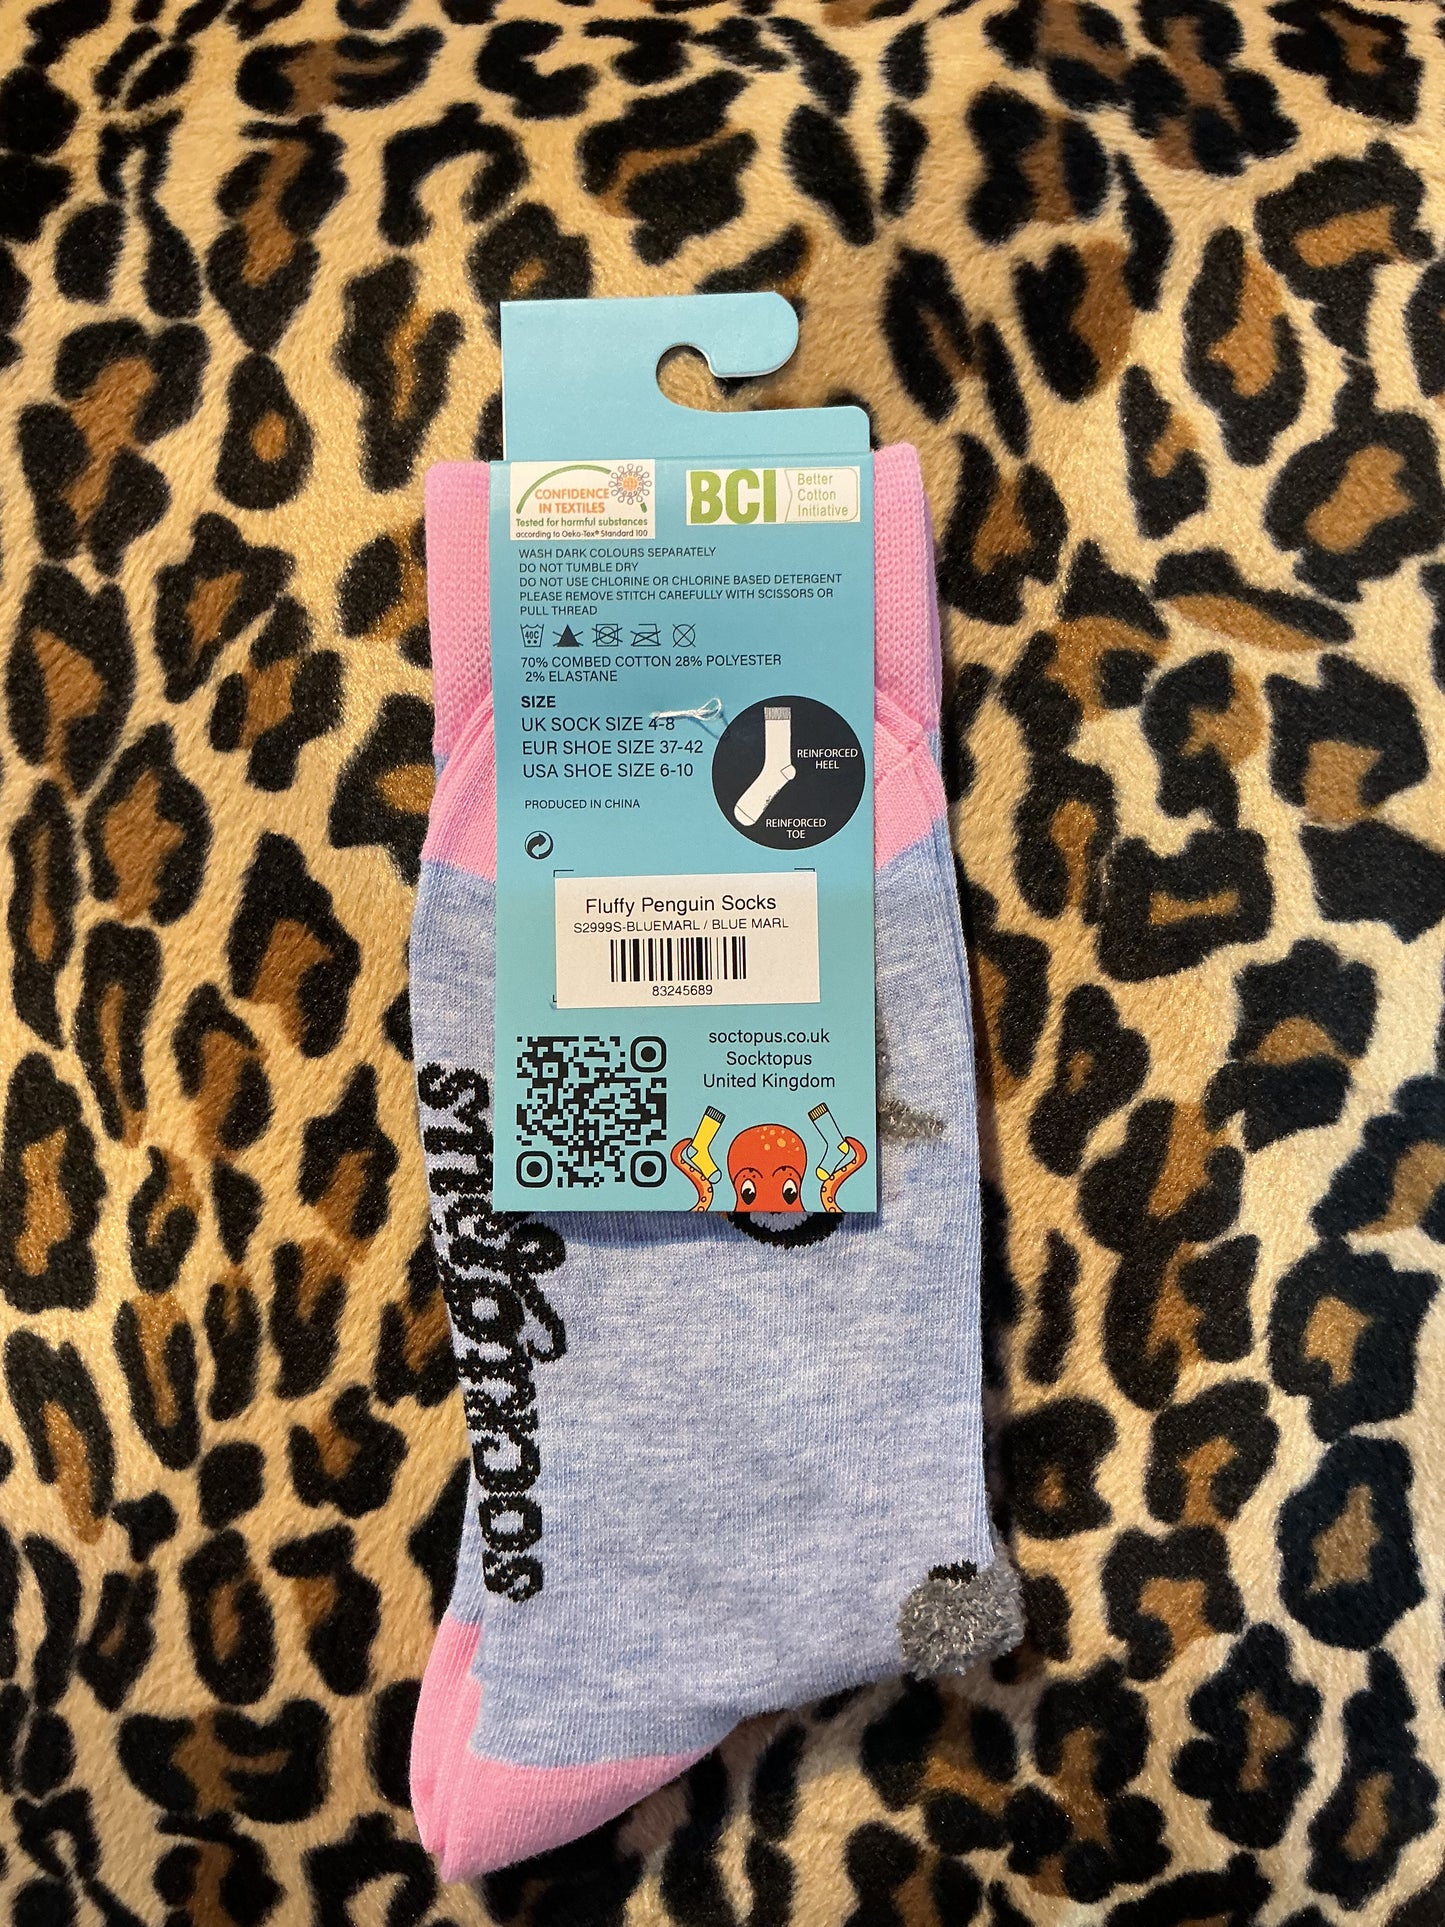 CONFIDENCE
IN TEXTILES
Tested for harmful substances
according to Oeko-Tex® Standard 100
BCI
Better
Cotton
Initiative
WASH DARK COLOURS SEPARATELY
DO NOT TUMBLE DRY
DO NOT USE CHLORINE OR CHLORINE BASED DETERGENT
PLEASE REMOVE STITCH CAREFULLY WITH SCISSORS OR
PULL THREAD
40C
70% COMBED COTTON 28% POLYESTER
2% ELASTANE
SIZE
UK SOCK SIZE 4-8
EUR SHOE SIZE 37-42
USA SHOE SIZE 6-10
REINFORCED
HEEL
REINFORCED
TOE
PRODUCED IN CHINA
Fluffy Penguin Socks
S2999S-BLUEMARL / BLUE MARL
83245689
soctopus.co.uk
Socktopus
United Kingdom
socktopus